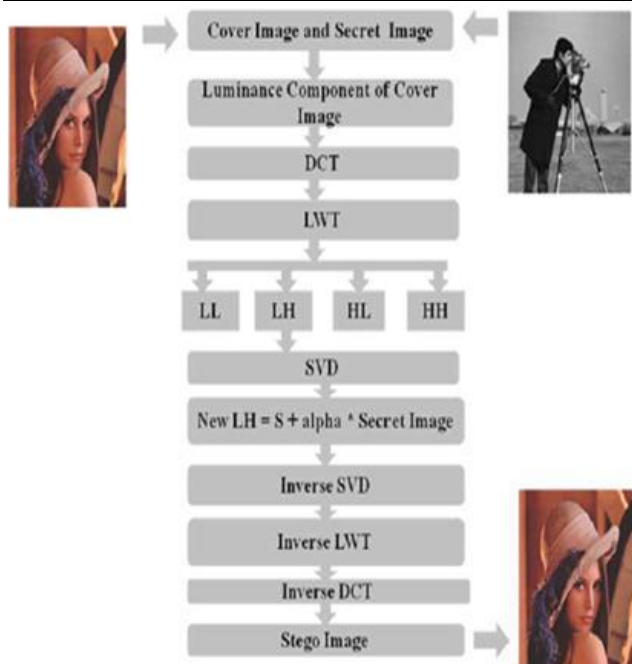 Cover Image and Secret Image
Luminance Component of Cover
Image
DCT
LWT
LL LH HL HH
SVD
New LH = S + alpha * Secret Image
Inverse SVD
Inverse LWT
Inverse DCT
Stego Image